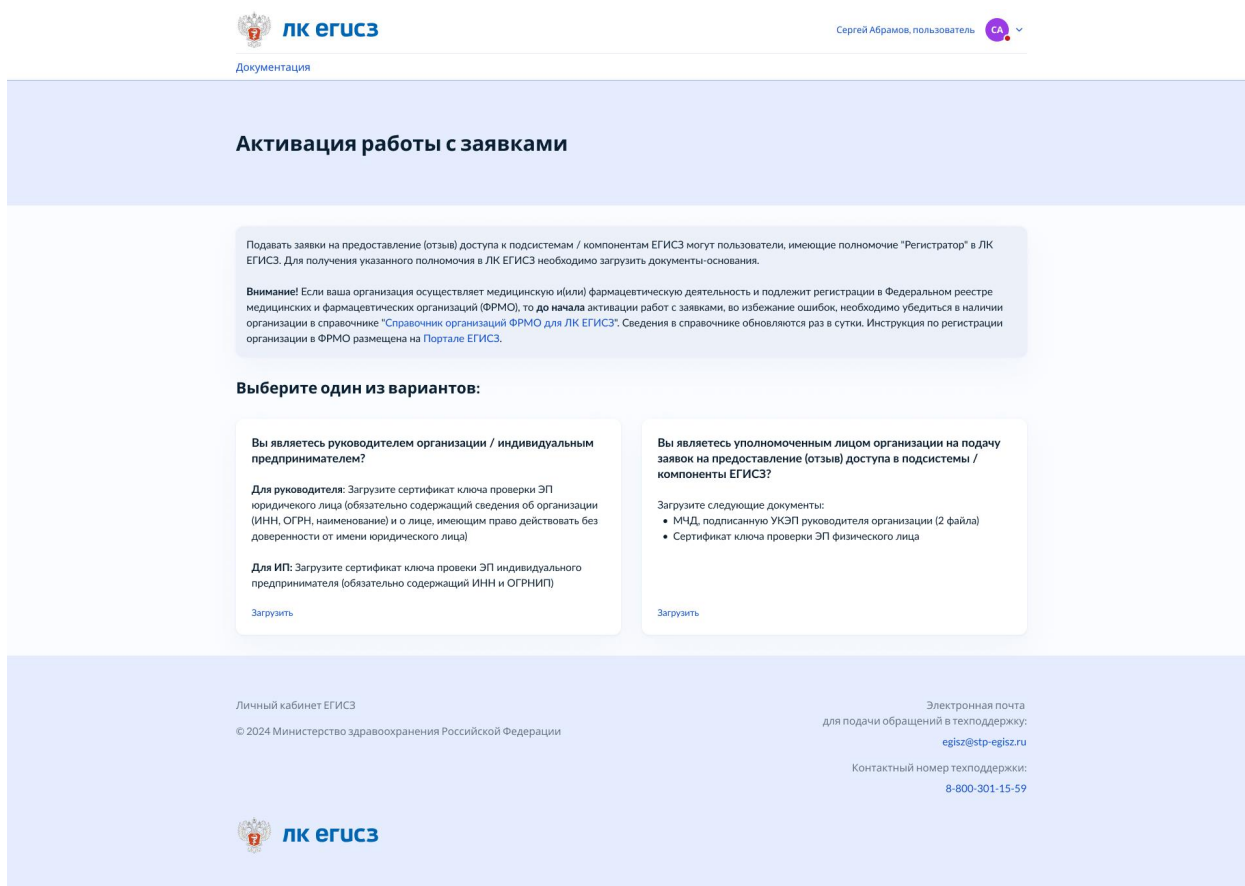 ЛК ЕГИСЗ
Сергей Абрамов, пользователь
СА
Документация
Активация работы с заявками
Подавать заявки на предоставление (отзыв) доступа к подсистемам / компонентам ЕГИСЗ могут пользователи, имеющие полномочие "Регистратор" в ЛК
ЕГИСЗ. Для получения указанного полномочия в ЛК ЕГИСЗ необходимо загрузить документы-основания.
Внимание! Если ваша организация осуществляет медицинскую и(или) фармацевтическую деятельность и подлежит регистрации в Федеральном реестре
медицинских и фармацевтических организаций (ФРМО), то до начала активации работ с заявками, во избежание ошибок, необходимо убедиться в наличии
организации в справочнике "Справочник организаций ФРМО для ЛК ЕГИСЗ". Сведения в справочнике обновляются раз в сутки. Инструкция по регистрации
организации в ФРМО размещена на Портале ЕГИСЗ.
Выберите один из вариантов:
Вы являетесь руководителем организации / индивидуальным
предпринимателем?
Для руководителя: Загрузите сертификат ключа проверки ЭП
юридичекого лица (обязательно содержащий сведения об организации
(ИНН, ОГРН, наименование) и о лице, имеющим право действовать без
доверенности от имени юридического лица)
Для ИП: Загрузите сертификат ключа провеки ЭП индивидуального
предпринимателя (обязательно содержащий ИНН и ОГРНИП)
Загрузить
Вы являетесь уполномоченным лицом организации на подачу
заявок на предоставление (отзыв) доступа в подсистемы /
компоненты ЕГИСЗ?
Загрузите следующие документы:
• МЧД, подписанную УКЭП руководителя организации (2 файла)
• Сертификат ключа проверки ЭП физического лица
Загрузить
Личный кабинет ЕГИСЗ
© 2024 Министерство здравоохранения Российской Федерации
Электронная почта
для подачи обращений в техподдержку:
egisz@stp-egisz.ru
Контактный номер техподдержки:
8-800-301-15-59
ЛК ЕГИСЗ